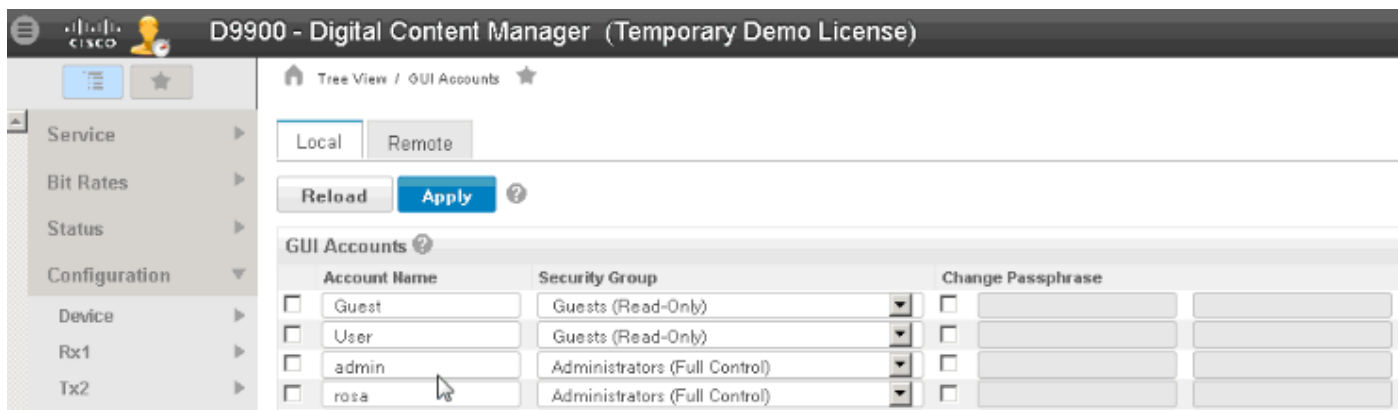 CISCO D9900 - Digital Content Manager (Temporary Demo License)
Tree View / GUI Accounts
Service
Bit Rates
Status
Configuration
Device
Rx1
Tx2
Local Remote
Reload Apply ?
GUI Accounts ?
Account Name Security Group Change Passphrase
Guest Guests (Read-Only)
User Guests (Read-Only)
admin Administrators (Full Control)
rosa Administrators (Full Control)